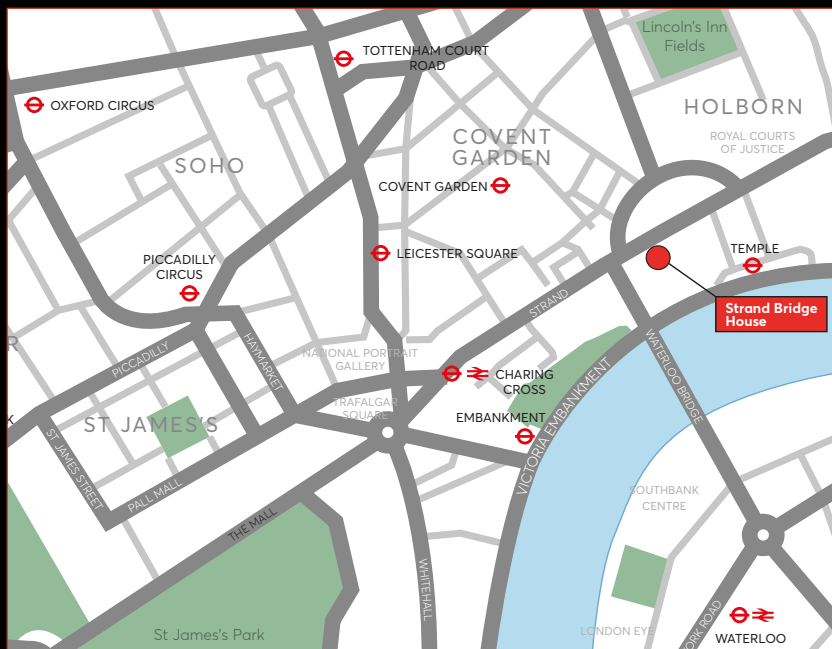 Lincoln's Inn
Fields
TOTTENHAM COURT
ROAD
OXFORD CIRCUS
HOLBORN
COVENT
GARDEN
ROYAL COURTS
OF JUSTICE
SOHO
COVENT GARDEN
TEMPLE
LEICESTER SQUARE
PICCADILLY
CIRCUS
Strand Bridge
House
STRAND
R
PICCADILLY
HAYMARKET
NATIONAL PORTRAIT
GALLERY
WATERLOO BRIDGE
CHARING
CROSS
TRAFALGAR
SQUARE
EMBANKMENT
VICTORIA EMBANKMENT
K
ST JAMES'S
ST JAMES STREET
PALL MALL
SOUTHBANK
CENTRE
THE MALL
WHITEHALL
St James's Park
LONDON EYE
ORK ROAD
WATERLOO